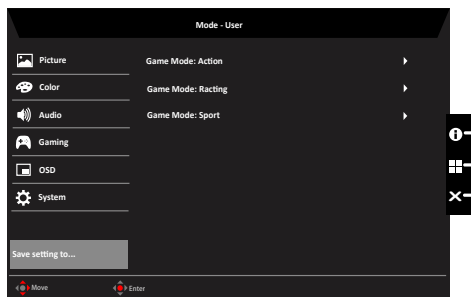 Mode - User
Picture
Game Mode: Action
Color
Game Mode: Racting
Audio
Game Mode: Sport
Gaming
OSD
System
Save setting to...
Move
Enter